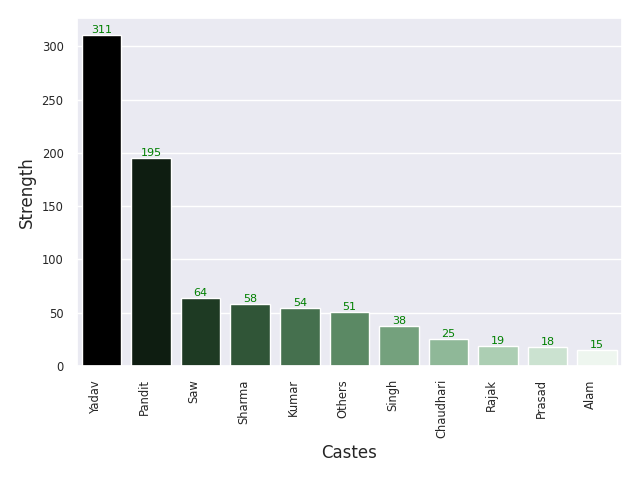 Strength
300
250
200
150
100
50
0
311
195
64
58
54
51
38
25
19
18
15
Yadav
Pandit
Saw
Sharma
Kumar
Others
Singh
Chaudhari
Rajak
Prasad
Alam
Castes